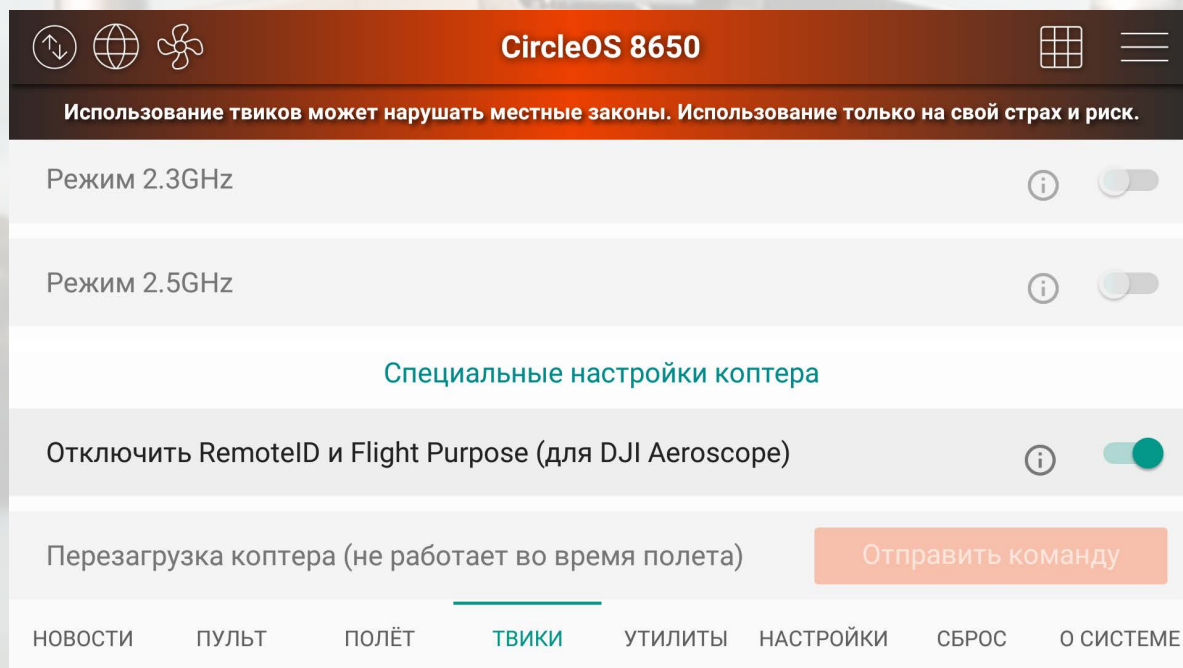 CircleOS 8650
Использование твиков может нарушать местные законы. Использование только на свой страх и риск.
Режим 2.3GHz
Режим 2.5GHz
Специальные настройки коптера
Отключить RemoteID и Flight Purpose (для DJI Aeroscope)
Перезагрузка коптера (не работает во время полета) Отправить команду
НОВОСТИ ПУЛЬТ ПОЛЁТ ТВИКИ УТИЛИТЫ НАСТРОЙКИ СБРОС О СИСТЕМЕ